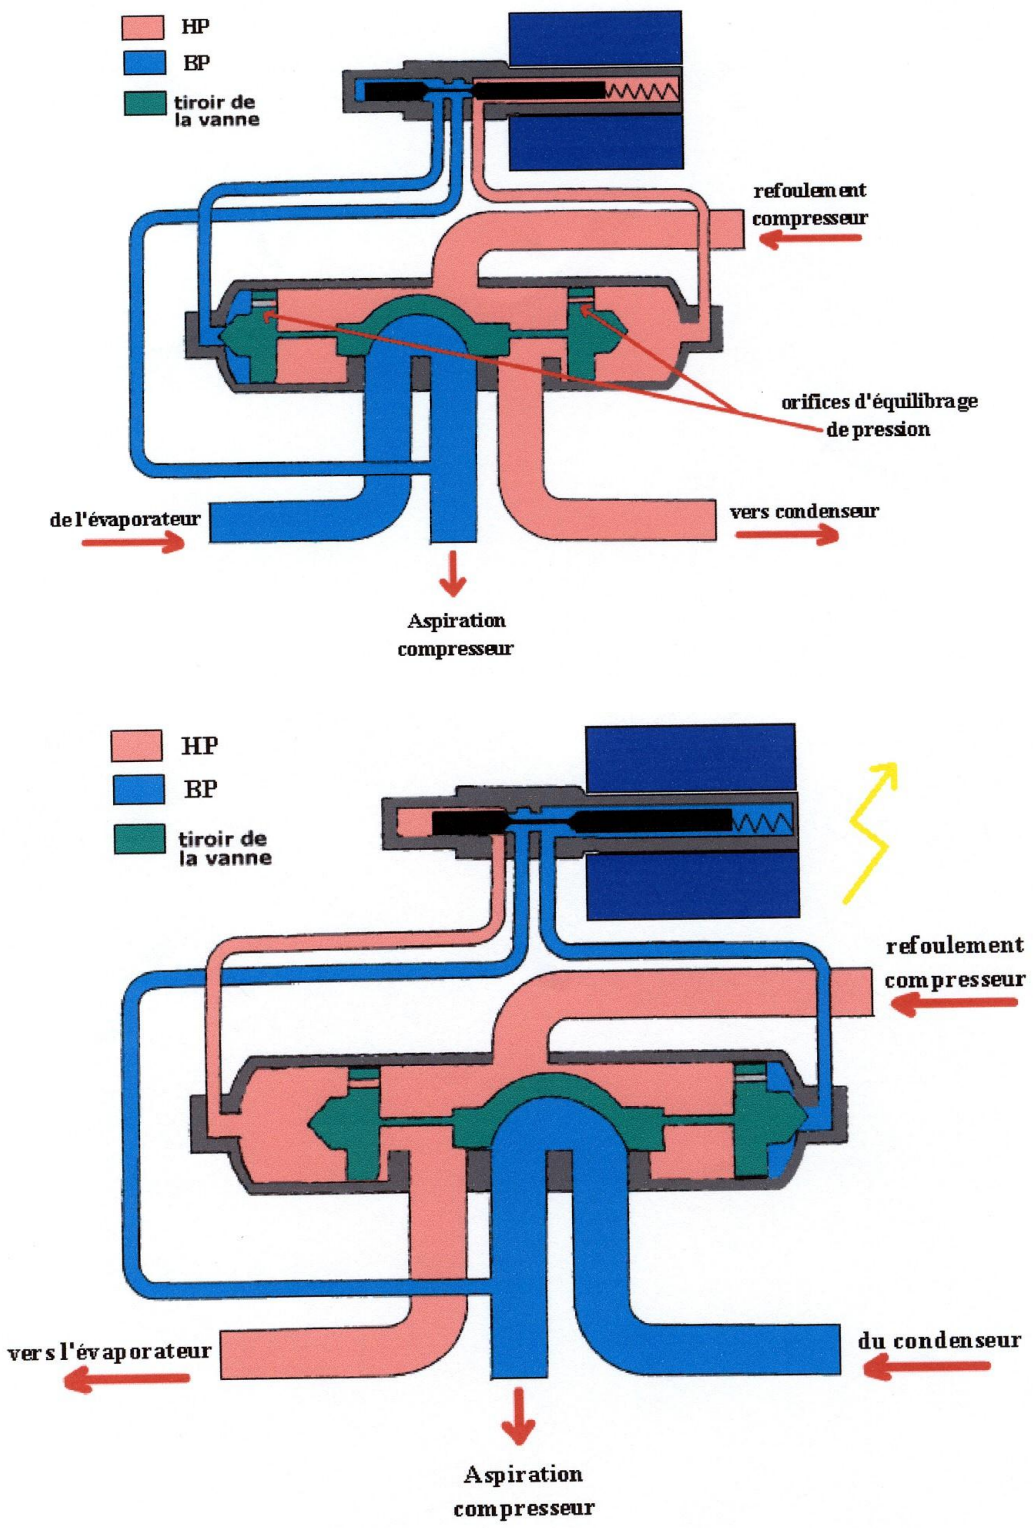 HP
BP
tiroir de
la vanne
refoulement
compresseur
orifices d'équilibrage
de pression
de l'évaporateur
vers condenseur
Aspiration
compresseur
HP
BP
tiroir de
la vanne
refoulement
compresseur
vers l'évaporateur
du condenseur
Aspiration
compresseur